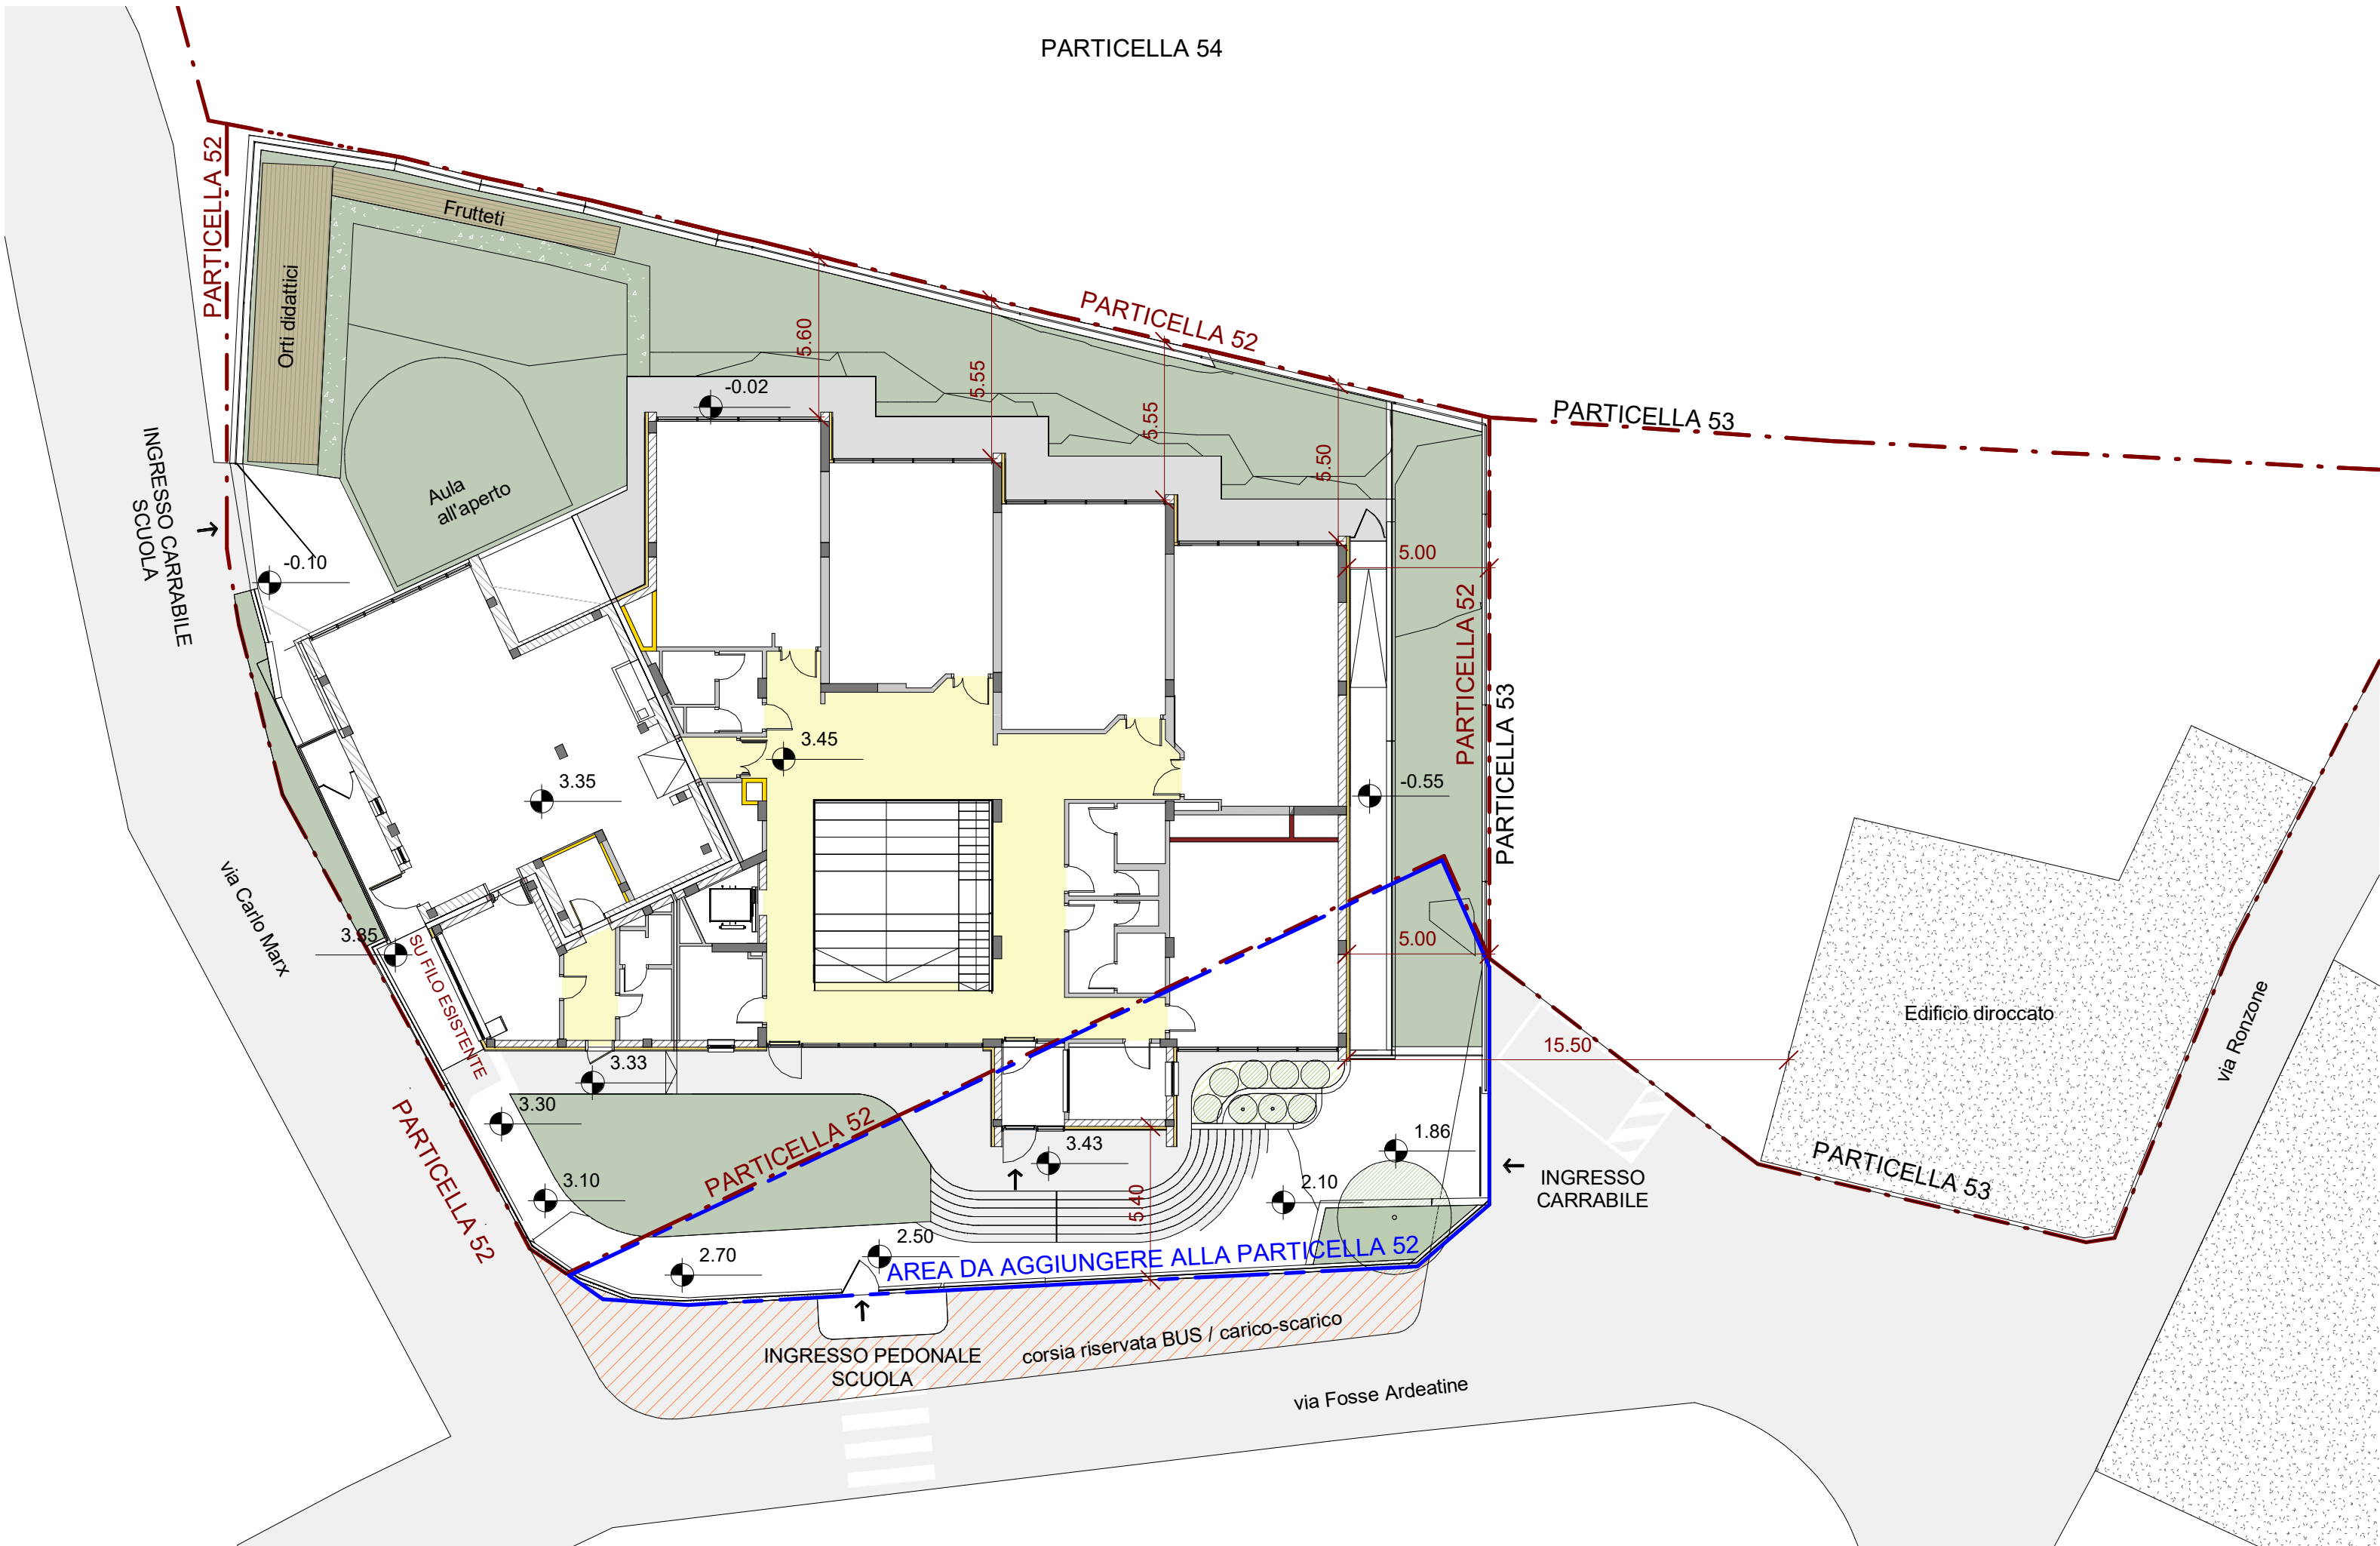 PARTICELLA 54
PARTICELLA 52
Frutteti
Orti didattici
PARTICELLA 52
5.60
5.55
5.55
5.50
-0.02
PARTICELLA 53
INGRESSO CARRABILE
SCUOLA
Aula
all'aperto
-0.10
5.00
PARTICELLA 52
PARTICELLA 53
3.45
3.35
-0.55
via Carlo Marx
3.35
SU FILO ESISTENTE
5.00
Edificio diroccato
via Ronzone
15.50
3.33
3.30
PARTICELLA 52
PARTICELLA 52
3.43
1.86
PARTICELLA 53
INGRESSO
CARRABILE
3.10
2.10
5.40
2.50
2.70
AREA DA AGGIUNGERE ALLA PARTICELLA 52
INGRESSO PEDONALE
SCUOLA
corsia riservata BUS / carico-scarico
via Fosse Ardeatine